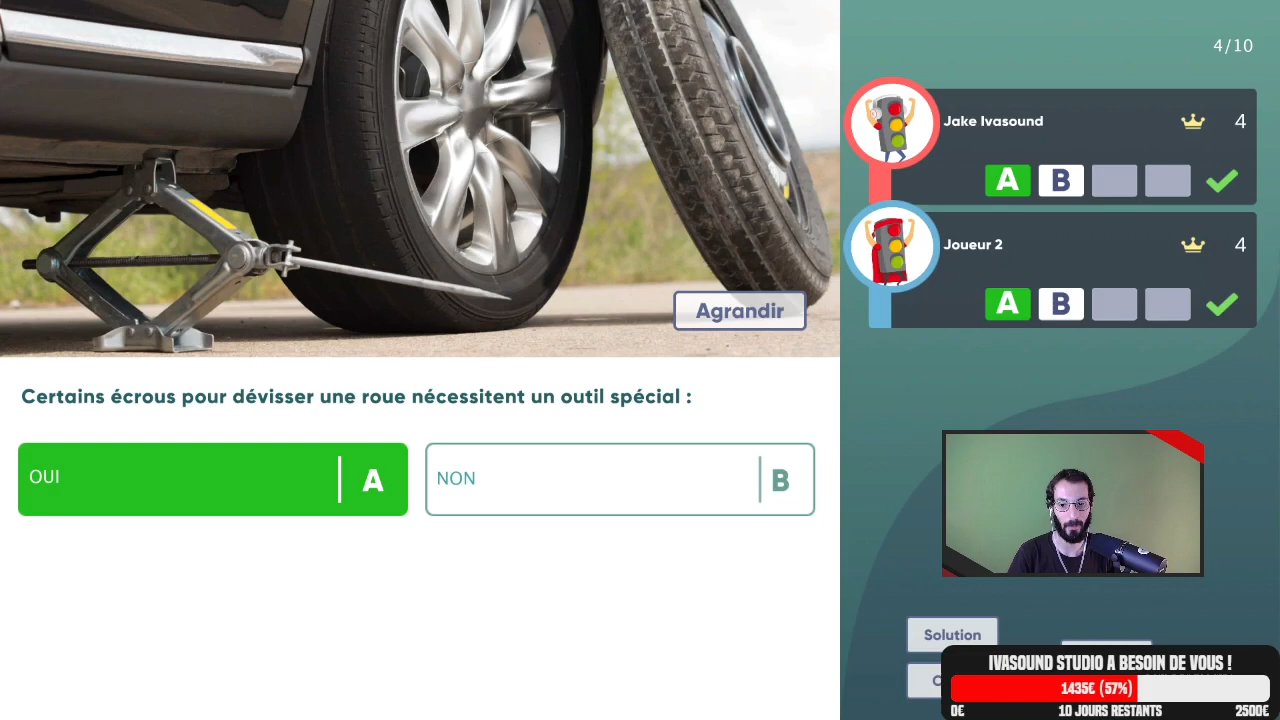 4/10
Jake Ivasound
4
A B
Joueur 2
4
A B
Agrandir
Certains écrous pour dévisser une roue nécessitent un outil spécial :
OUI
A
NON
B
Solution
IVASOUND STUDIO A BESOIN DE VOUS !
1435€ (57%)
0€
10 JOURS RESTANTS
2500€